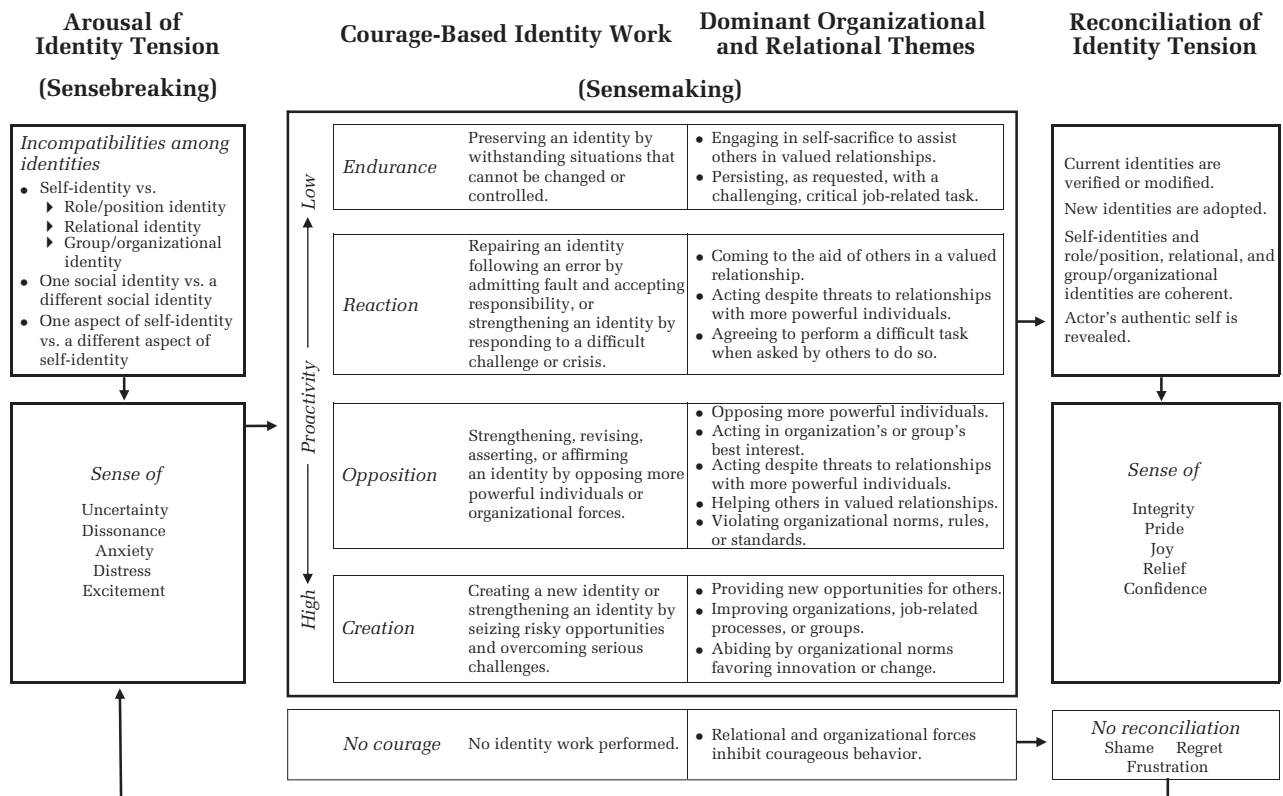 Arousal of
Identity Tension
(Sensebreaking)
Courage-Based Identity Work
Dominant Organizational
and Relational Themes
(Sensemaking)
Reconciliation of
Identity Tension
Incompatibilities among
identities
• Self-identity vs.
Role/position identity
Relational identity
Group/organizational
identity
• One social identity vs. a
different social identity
• One aspect of self-identity
vs. a different aspect of
self-identity
Sense of
Uncertainty
Dissonance
Anxiety
Distress
Excitement
Low
Proactivity
High
Endurance
Preserving an identity by
withstanding situations that
cannot be changed or
controlled.
• Engaging in self-sacrifice to assist
others in valued relationships.
• Persisting, as requested, with a
challenging, critical job-related task.
Reaction
Repairing an identity
following an error by
admitting fault and accepting
responsibility, or
strengthening an identity by
responding to a difficult
challenge or crisis.
• Coming to the aid of others in a valued
relationship.
• Acting despite threats to relationships
with more powerful individuals.
• Agreeing to perform a difficult task
when asked by others to do so.
Opposition
Strengthening, revising,
asserting, or affirming
an identity by opposing more
powerful individuals or
organizational forces.
• Opposing more powerful individuals.
• Acting in organization's or group's
best interest.
• Acting despite threats to relationships
with more powerful individuals.
• Helping others in valued relationships.
• Violating organizational norms, rules,
or standards.
Creation
Creating a new identity or
strengthening an identity by
seizing risky opportunities
and overcoming serious
challenges.
• Providing new opportunities for others.
• Improving organizations, job-related
processes, or groups.
• Abiding by organizational norms
favoring innovation or change.
No courage
No identity work performed.
• Relational and organizational forces
inhibit courageous behavior.
Current identities are
verified or modified.
New identities are adopted.
Self-identities and
role/position, relational, and
group/organizational
identities are coherent.
Actor's authentic self is
revealed.
Sense of
Integrity
Pride
Joy
Relief
Confidence
No reconciliation
Shame Regret
Frustration